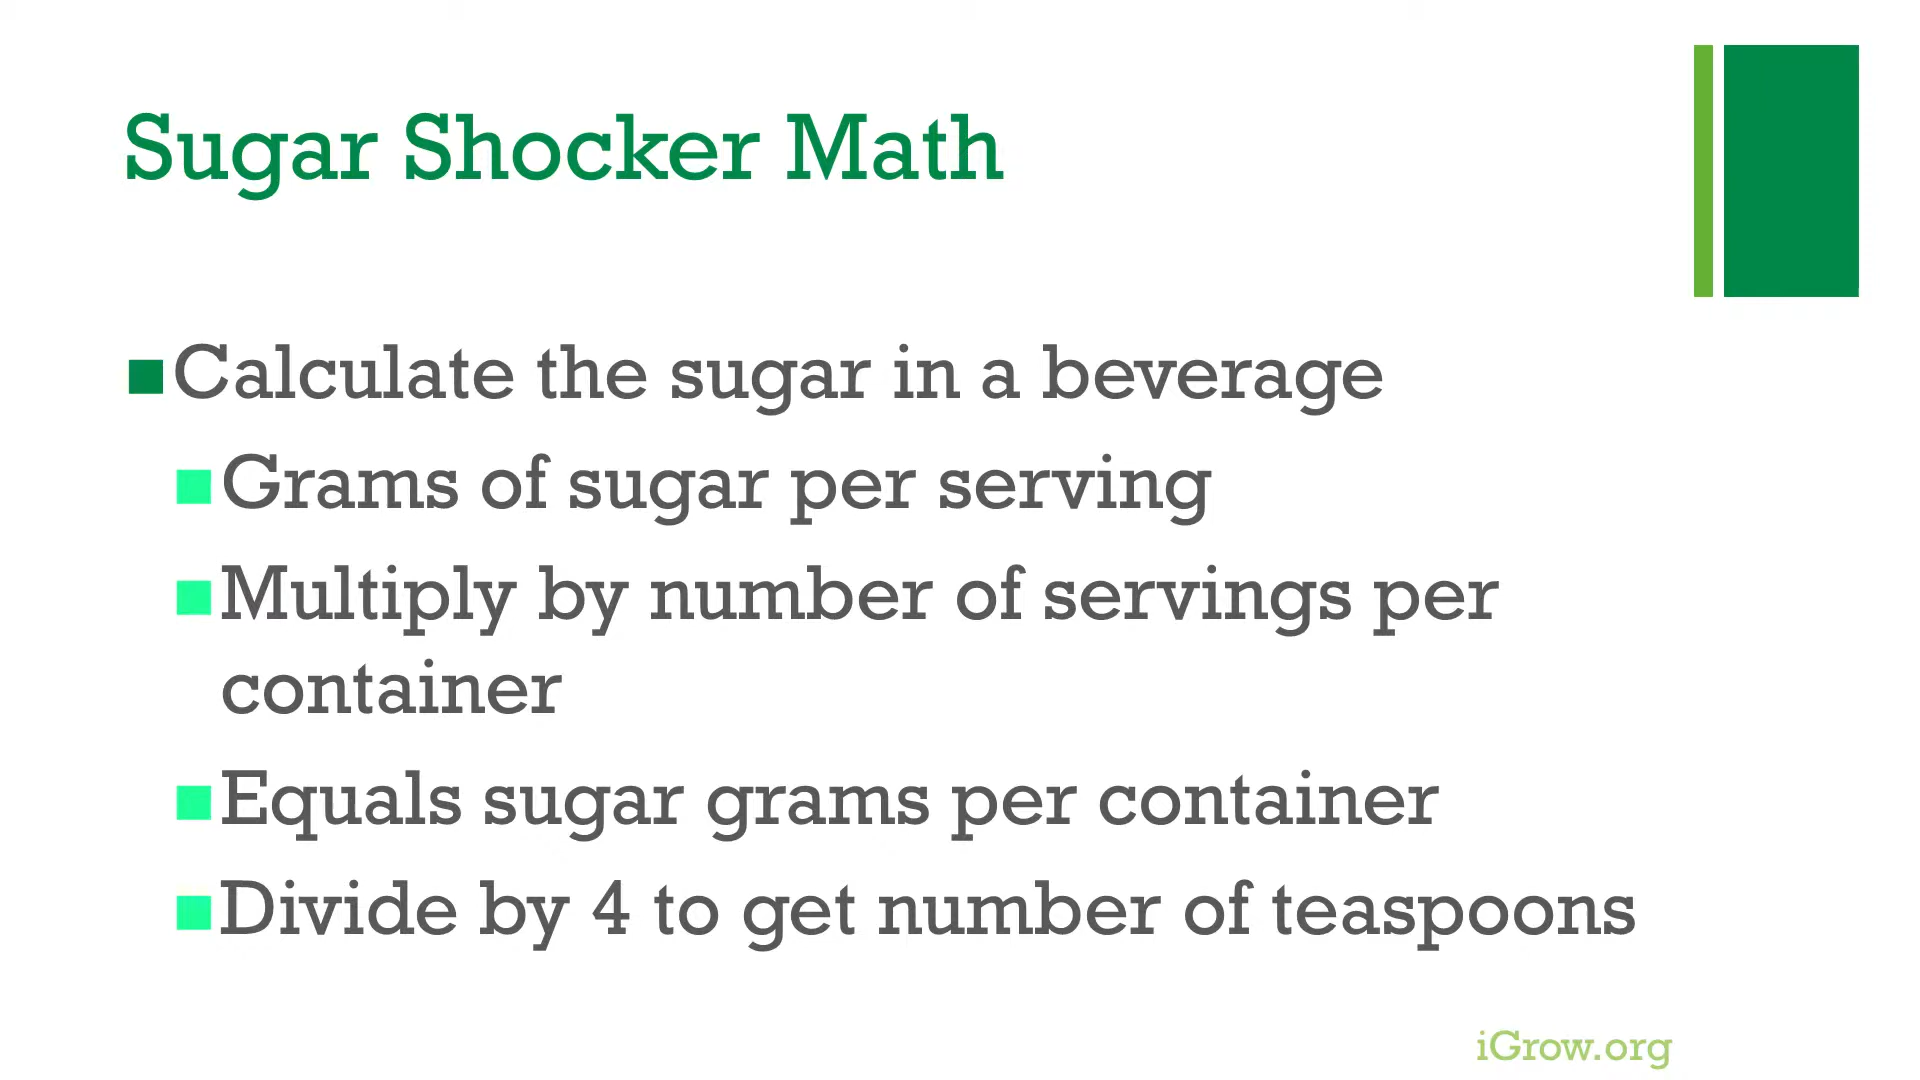 Sugar Shocker Math
Calculate the sugar in a beverage
Grams of sugar per serving
Multiply by number of servings per
container
Equals sugar grams per container
Divide by 4 to get number of teaspoons
iGrow.org